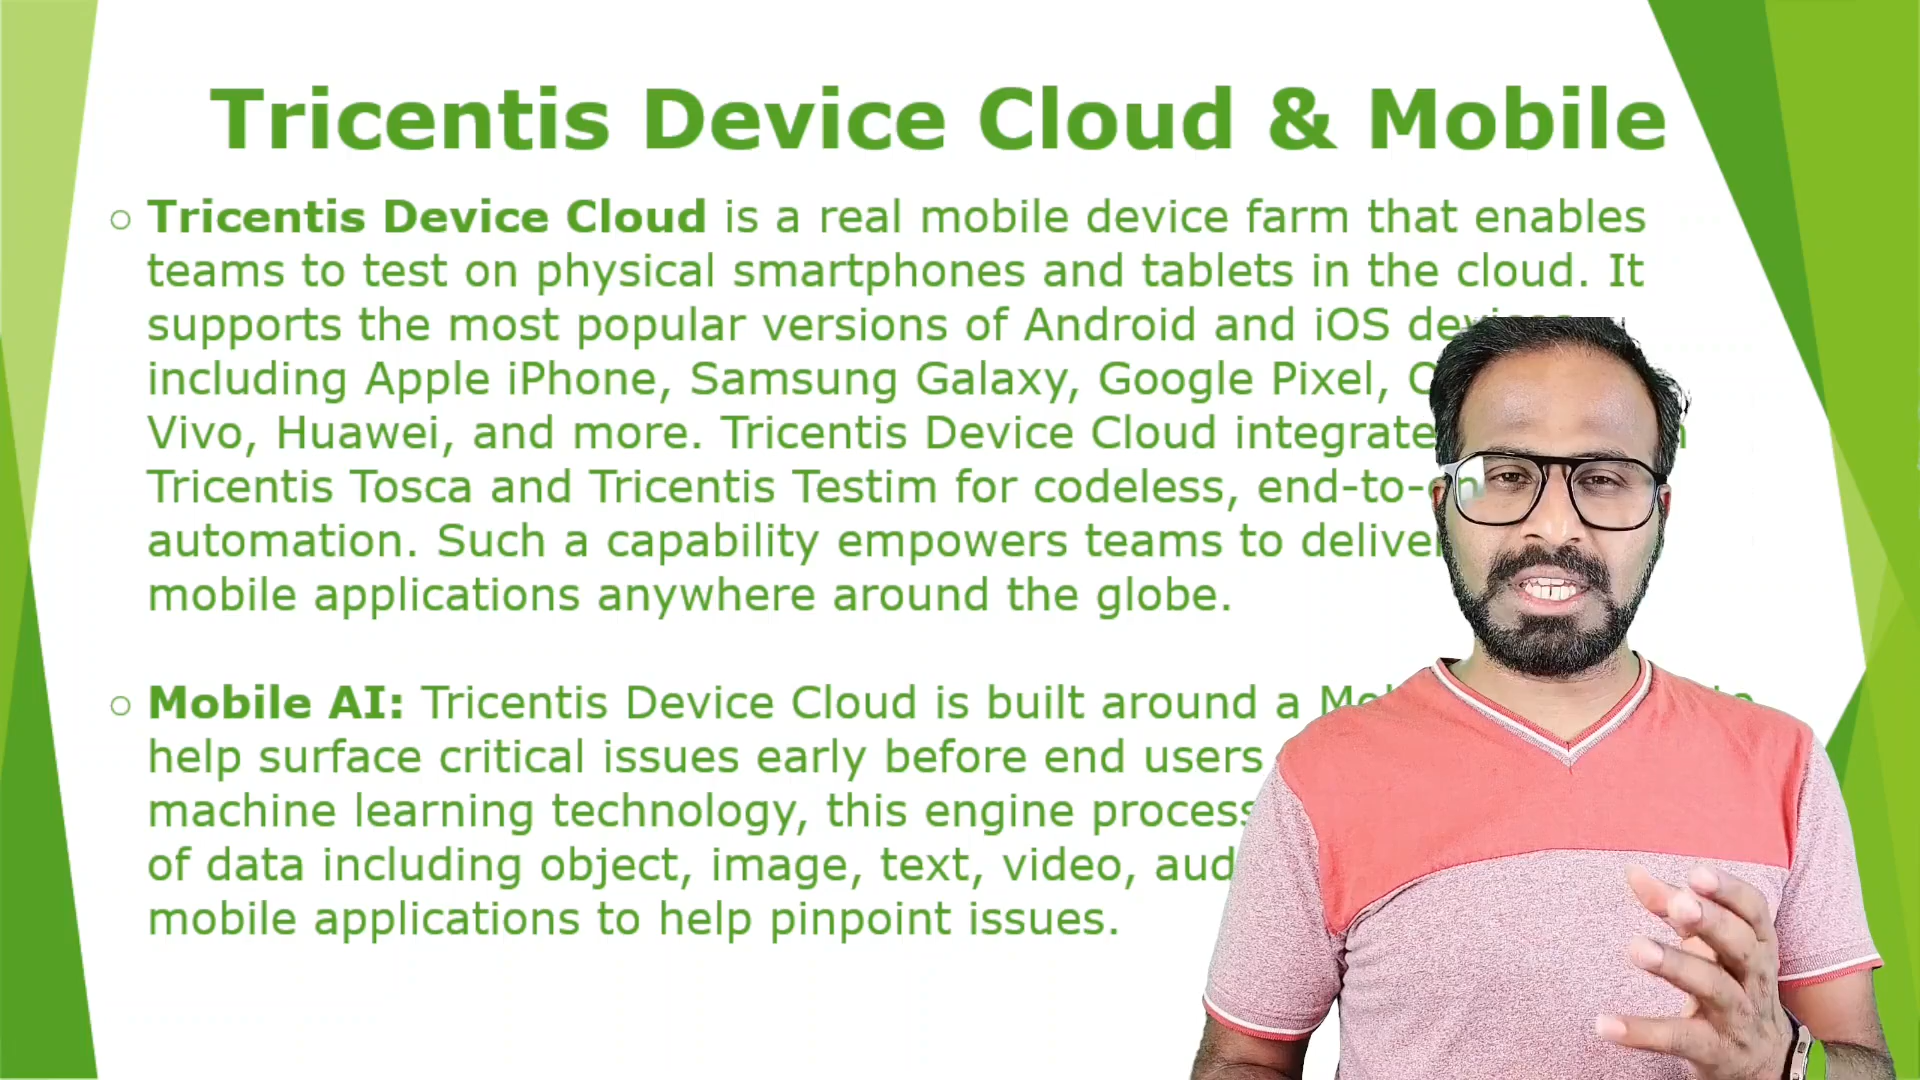 Tricentis Device Cloud & Mobile
Tricentis Device Cloud is a real mobile device farm that enables
teams to test on physical smartphones and tablets in the cloud. It
supports the most popular versions of Android and iOS
including Apple iPhone, Samsung Galaxy, Google Pixel,
Vivo, Huawei, and more. Tricentis Device Cloud
Tricentis Tosca and Tricentis Testim for codeless,
automation. Such a capability empowers teams to
mobile applications anywhere around the globe.
Mobile AI: Tricentis Device Cloud is built around a
help surface critical issues early before end users
machine learning technology, this engine
of data including object, image, text, video,
mobile applications to help pinpoint issues.